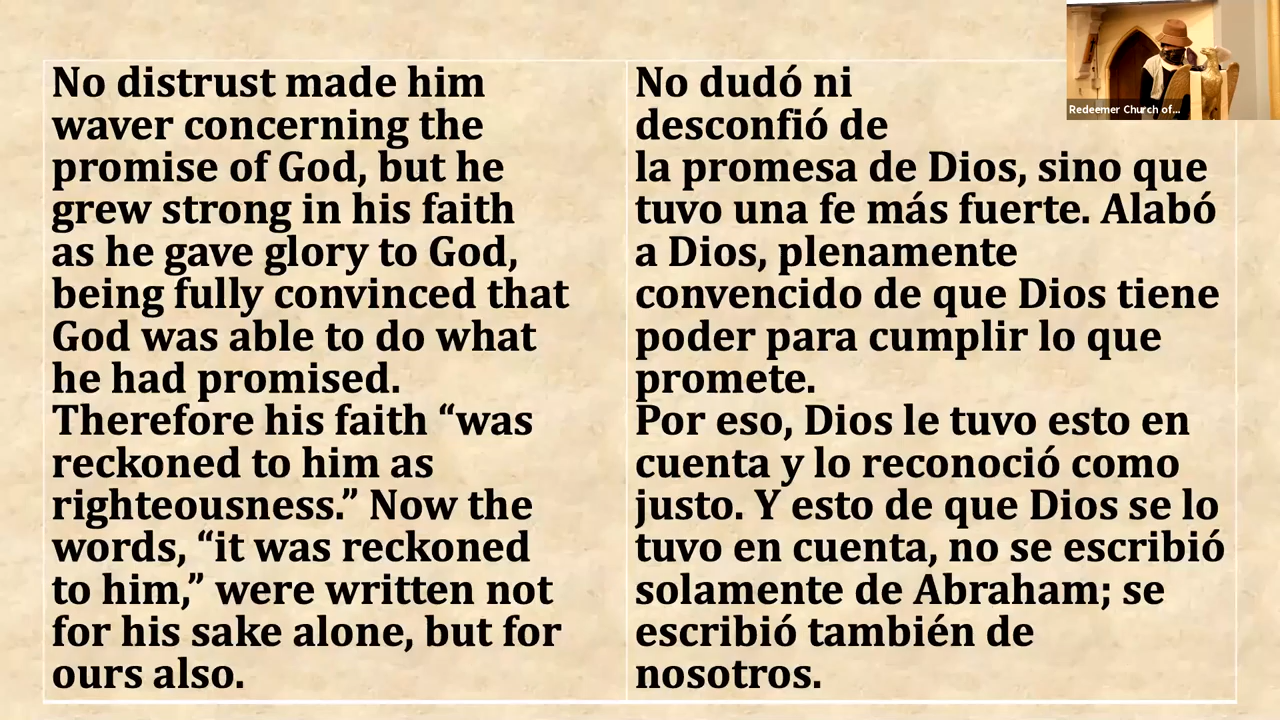 No distrust made him
waver concerning the
promise of God, but he
grew strong in his faith
as he gave glory to God,
being fully convinced that
God was able to do what
he had promised.
Therefore his faith “was
reckoned to him as
righteousness.” Now the
words, “it was reckoned
to him,” were written not
for his sake alone, but for
ours also.
No dudó ni
desconfió de
la promesa de Dios, sino que
tuvo una fe más fuerte. Alabó
a Dios, plenamente
convencido de que Dios tiene
poder para cumplir lo que
promete.
Por eso, Dios le tuvo esto en
cuenta y lo reconoció como
justo. Y esto de que Dios se lo
tuvo en cuenta, no se escribió
solamente de Abraham; se
escribió también de
nosotros.
Redeemer Church of...